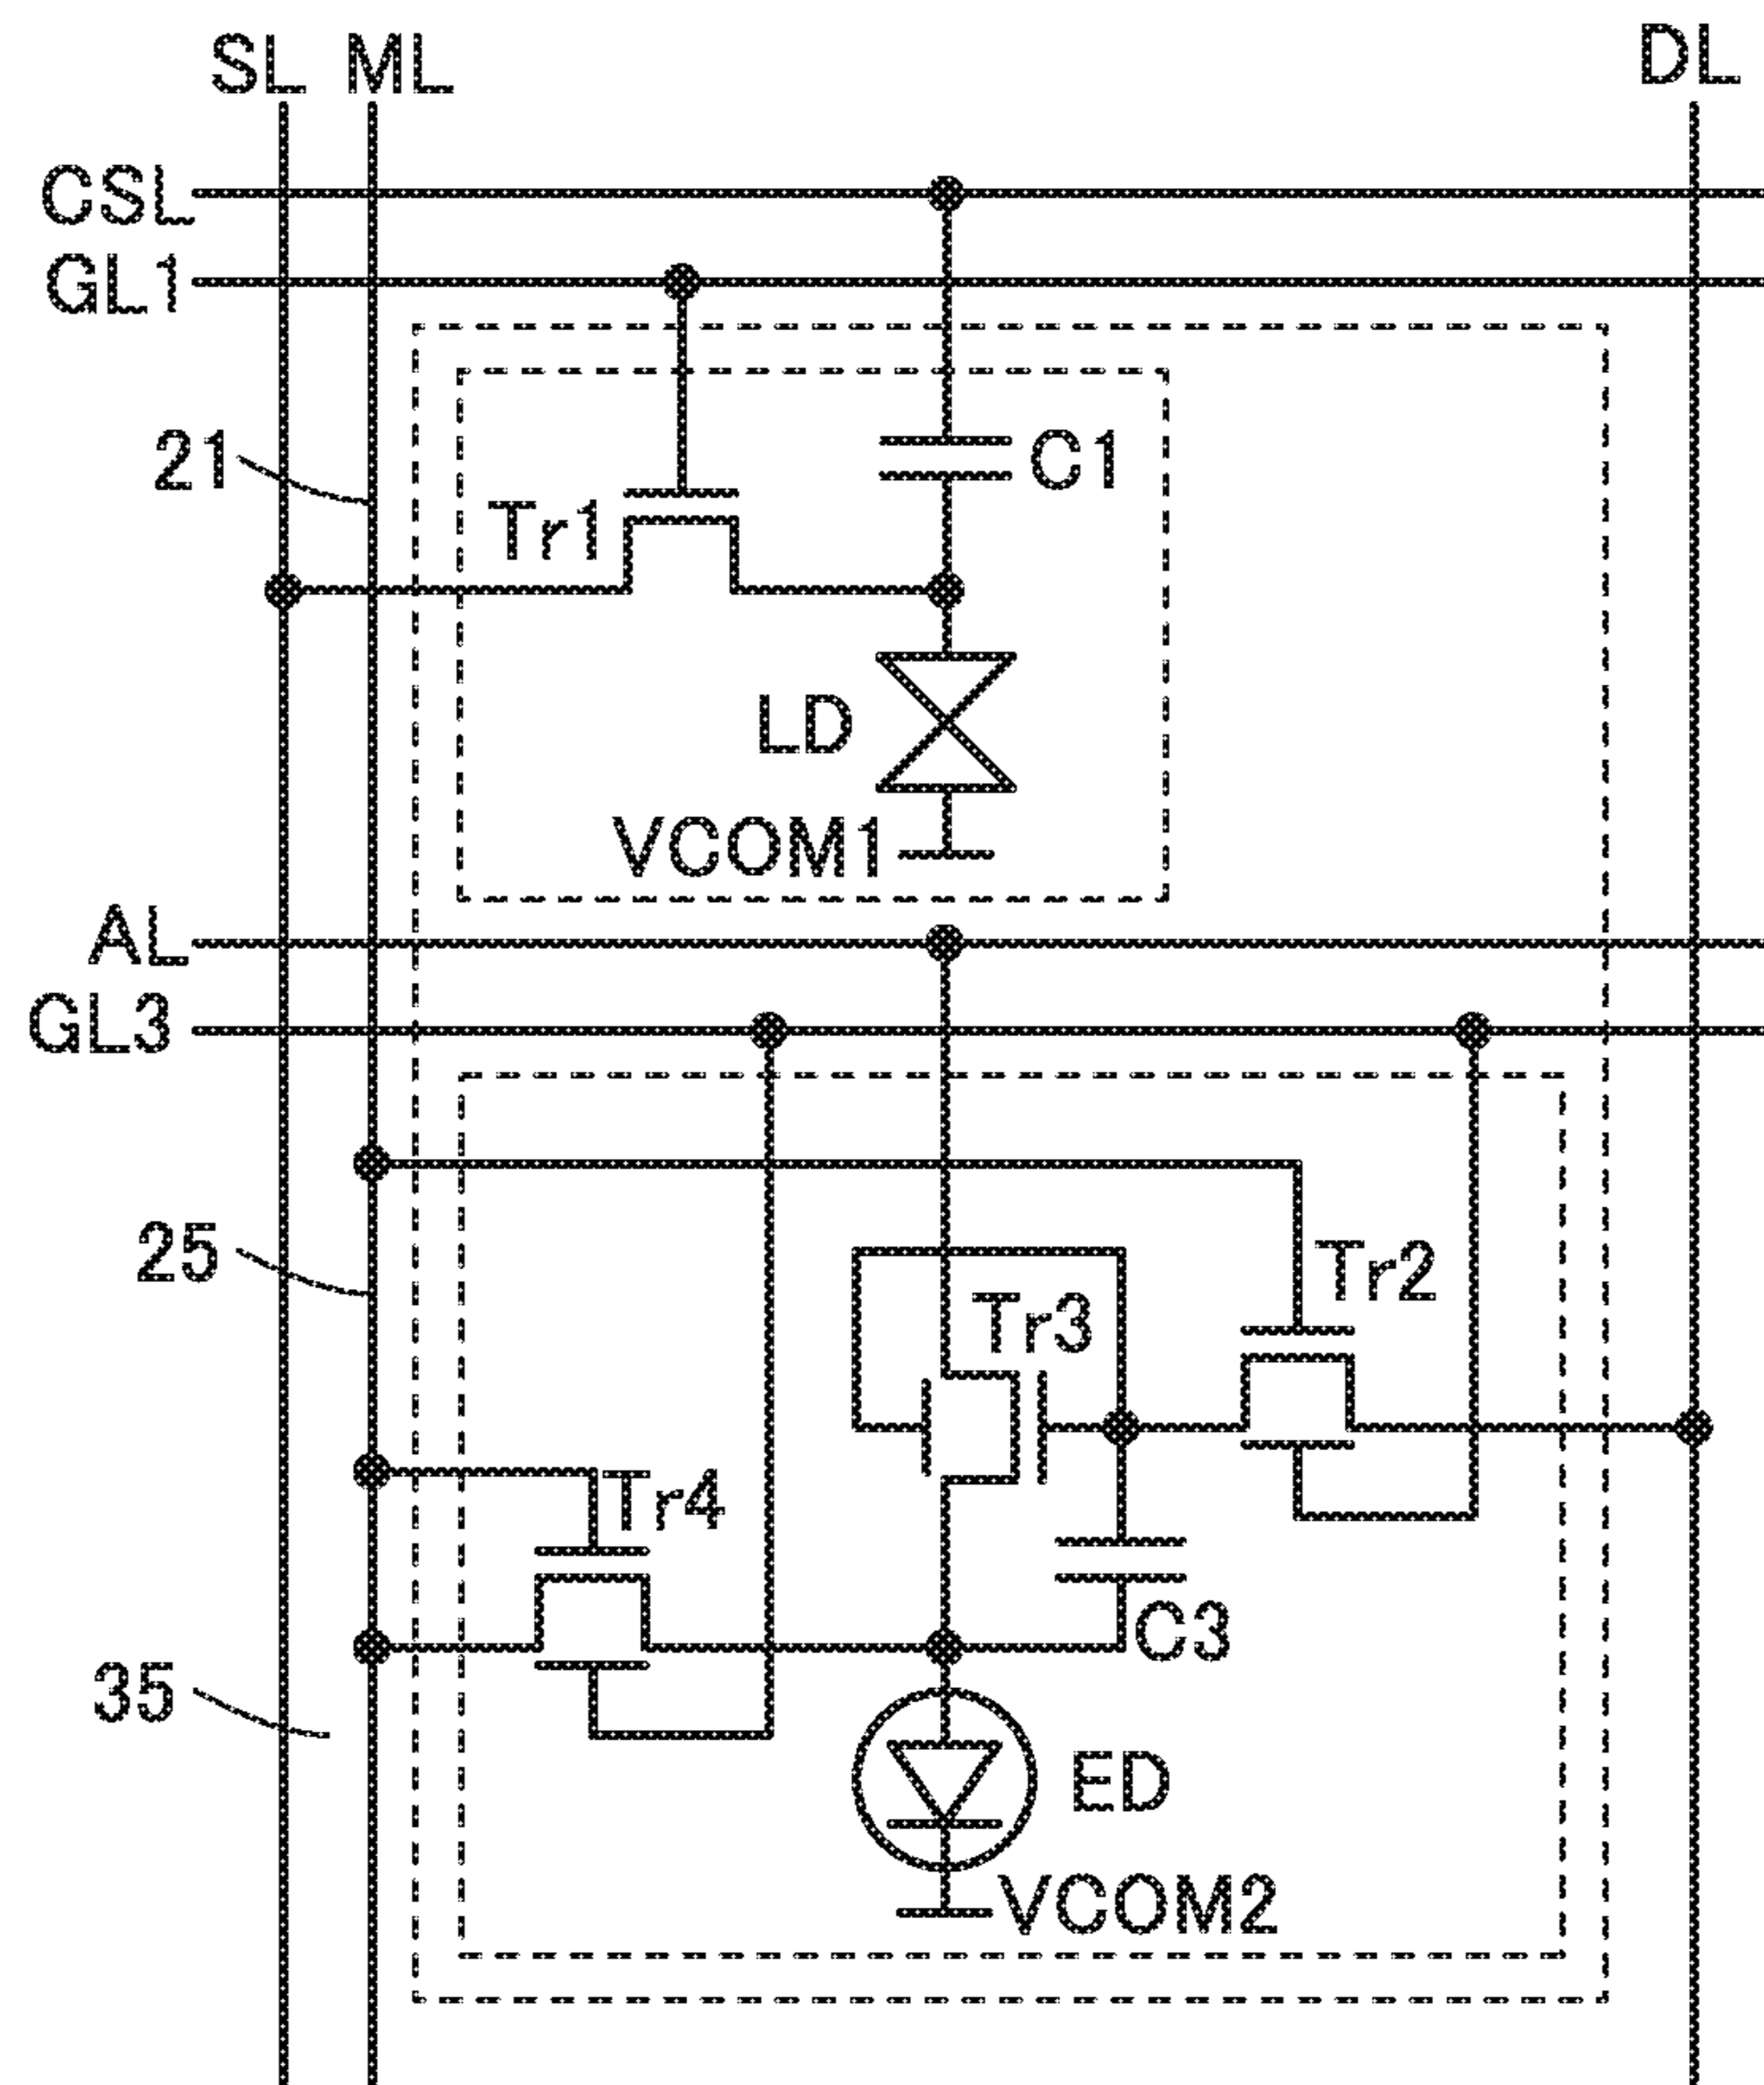 SL ML DL
CSL
GL1
21
C1
Tr1
LD
VCOM1
AL
GL3
25
Tr2
Tr3
Tr4
C3
35
ED
VCOM2